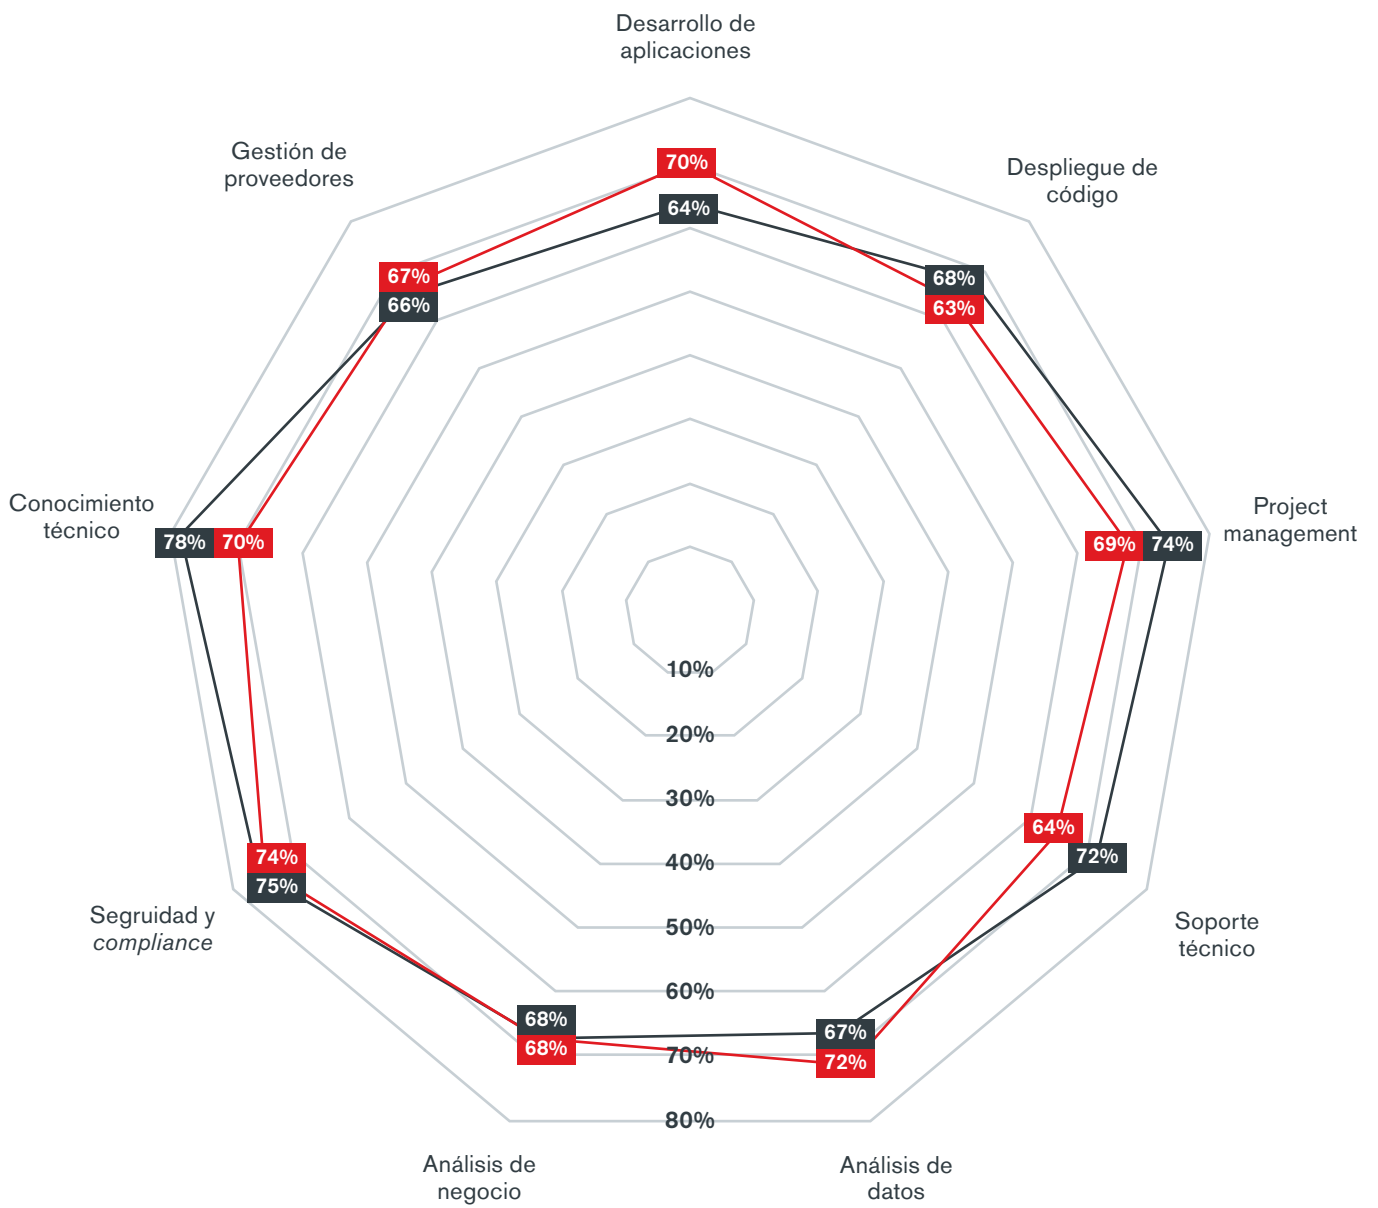 Desarrollo de
aplicaciones
Gestión de
proveedores
Despliegue de
código
70%
64%
67%
66%
68%
63%
Conocimiento
técnico
78%
70%
69%
74%
Project
management
10%
20%
30%
40%
50%
60%
70%
80%
64%
72%
74%
75%
Segruidad y
compliance
Soporte
técnico
68%
68%
67%
72%
Análisis de
negocio
Análisis de
datos